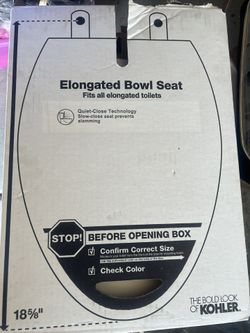 Elongated Bowl Seat
Fits all elongated toilets
Quiet-Close Technology
Slow-close seat prevents
slamming
STOP!
BEFORE OPENING BOX
Confirm Correct Size
Check Color
18⅝"
THE BOLD LOOK
OF KOHLER